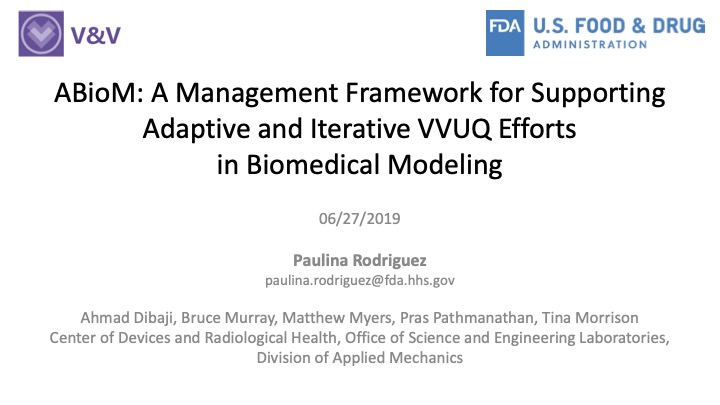 V&V
FDA U.S. FOOD & DRUG
ADMINISTRATION
ABioM: A Management Framework for Supporting
Adaptive and Iterative VVUQ Efforts
in Biomedical Modeling
06/27/2019
Paulina Rodriguez
paulina.rodriguez@fda.hhs.gov
Ahmad Dibaji, Bruce Murray, Matthew Myers, Pras Pathmanathan, Tina Morrison
Center of Devices and Radiological Health, Office of Science and Engineering Laboratories,
Division of Applied Mechanics